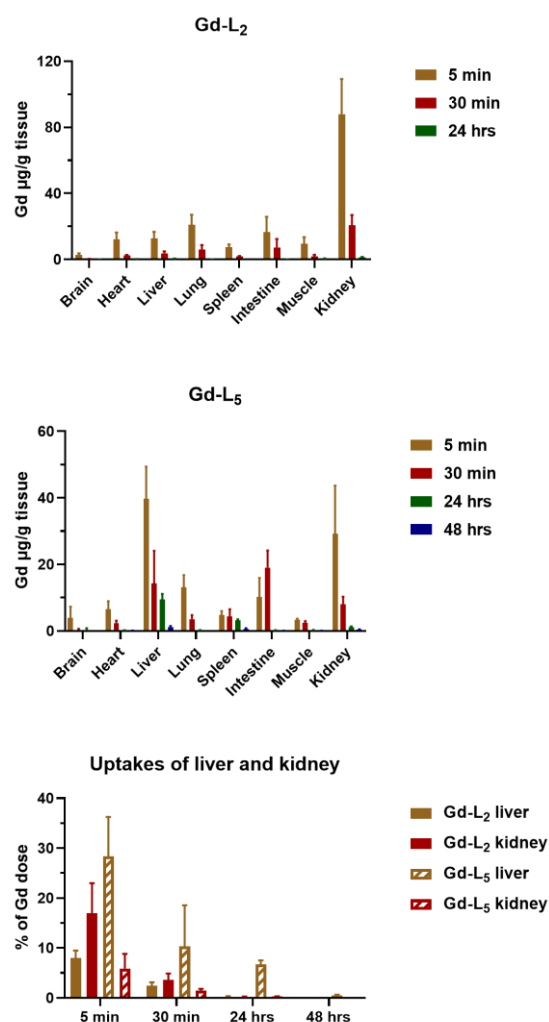 Gd-L₂
Gd µg/g tissue
120
80
40
0
Brain
Heart
Liver
Lung
Spleen
Intestine
Muscle
Kidney
5 min
30 min
24 hrs
Gd-L₅
Gd µg/g tissue
60
40
20
0
Brain
Heart
Liver
Lung
Spleen
Intestine
Muscle
Kidney
5 min
30 min
24 hrs
48 hrs
Uptakes of liver and kidney
% of Gd dose
40
30
20
10
0
5 min
30 min
24 hrs
48 hrs
Gd-L₂ liver
Gd-L₂ kidney
Gd-L₅ liver
Gd-L₅ kidney